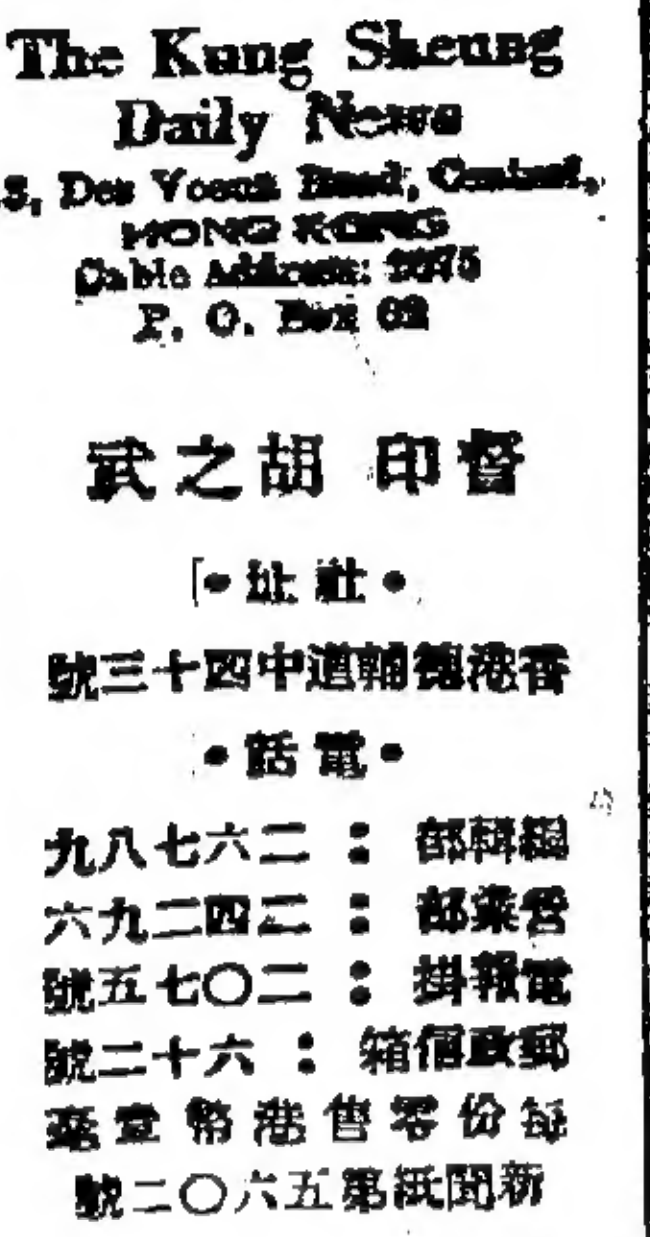 The Kung Sheung
Daily News
3, Des Voeux Road, Central,
HONG KONG
Cable Address: 2075
P. O. Box 62
督印 胡之武
•社址•
香港德輔道中四十三號
•電話•
編輯部：二六七八九
營業部：二四二九六
電報掛：二〇七五號
郵政信箱：六十二號
每份零售港幣壹毫
新聞紙第五六〇二號